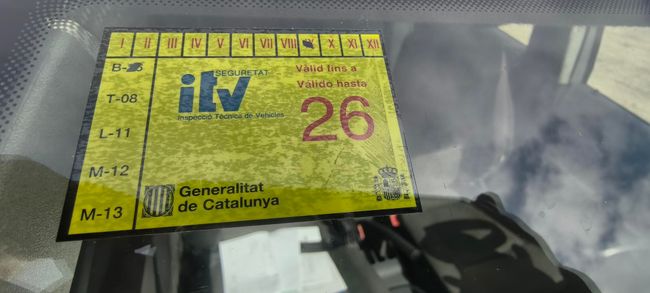 I II III IV V VI VII VIII X XI XII
B-
T-08
L-11
M-12
M-13
SEGURETAT
itv
Inspecció Tècnica de Vehicles
Vàlid fins a
Válido hasta
26
Generalitat
de Catalunya